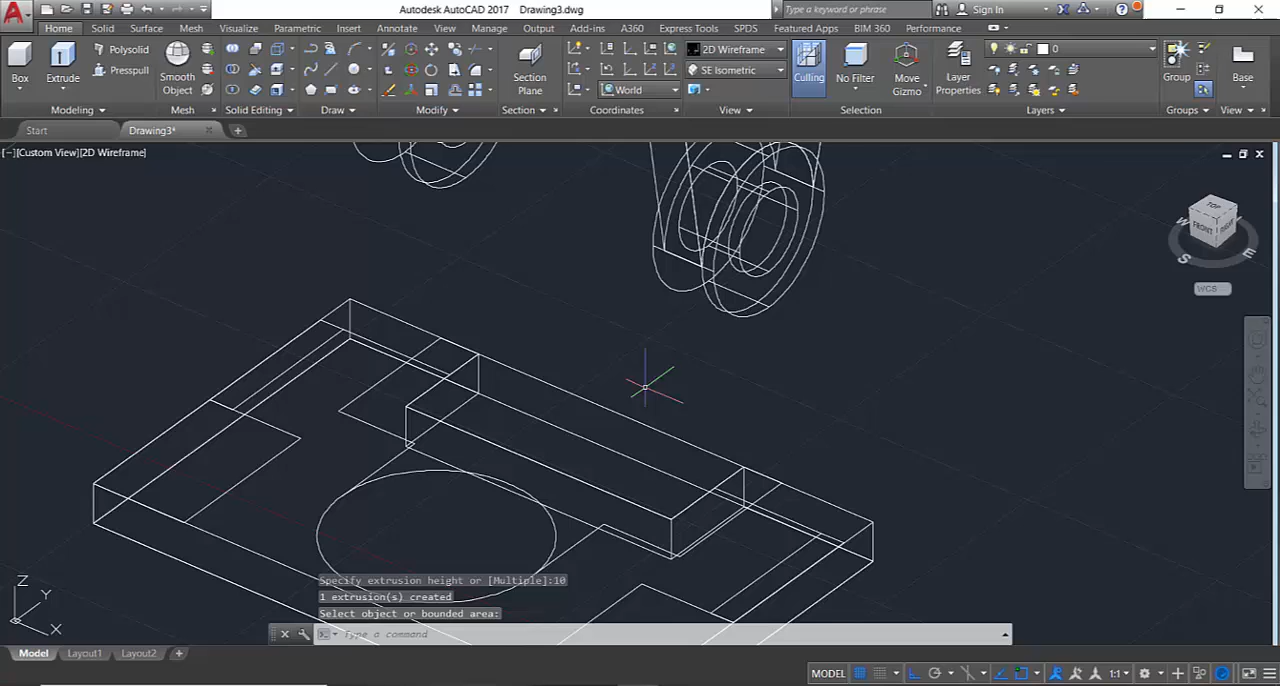 Autodesk AutoCAD 2017 Drawing3.dwg
Type a keyword or phrase
Sign In
Home Solid Surface Mesh Visualize Parametric Insert Annotate View Manage Output Add-ins A360 Express Tools SPDS Featured Apps BIM 360 Performance
Polysolid
Presspull
Box
Extrude
Smooth
Object
Section
Plane
2D Wireframe
SE Isometric
World
Culling
No Filter
Move
Gizmo
Layer
Properties
0
Group
Base
Modeling Mesh Solid Editing Draw Modify Section Coordinates View Selection Layers Groups View
Start Drawing3*
[−][Custom View][2D Wireframe]
TOP
FRONT
RIGHT
W
S
E
WCS
Specify extrusion height or [Multiple]:10
1 extrusion(s) created
Select object or bounded area:
Type a command
Z
Y
X
Model Layout1 Layout2
MODEL
1:1